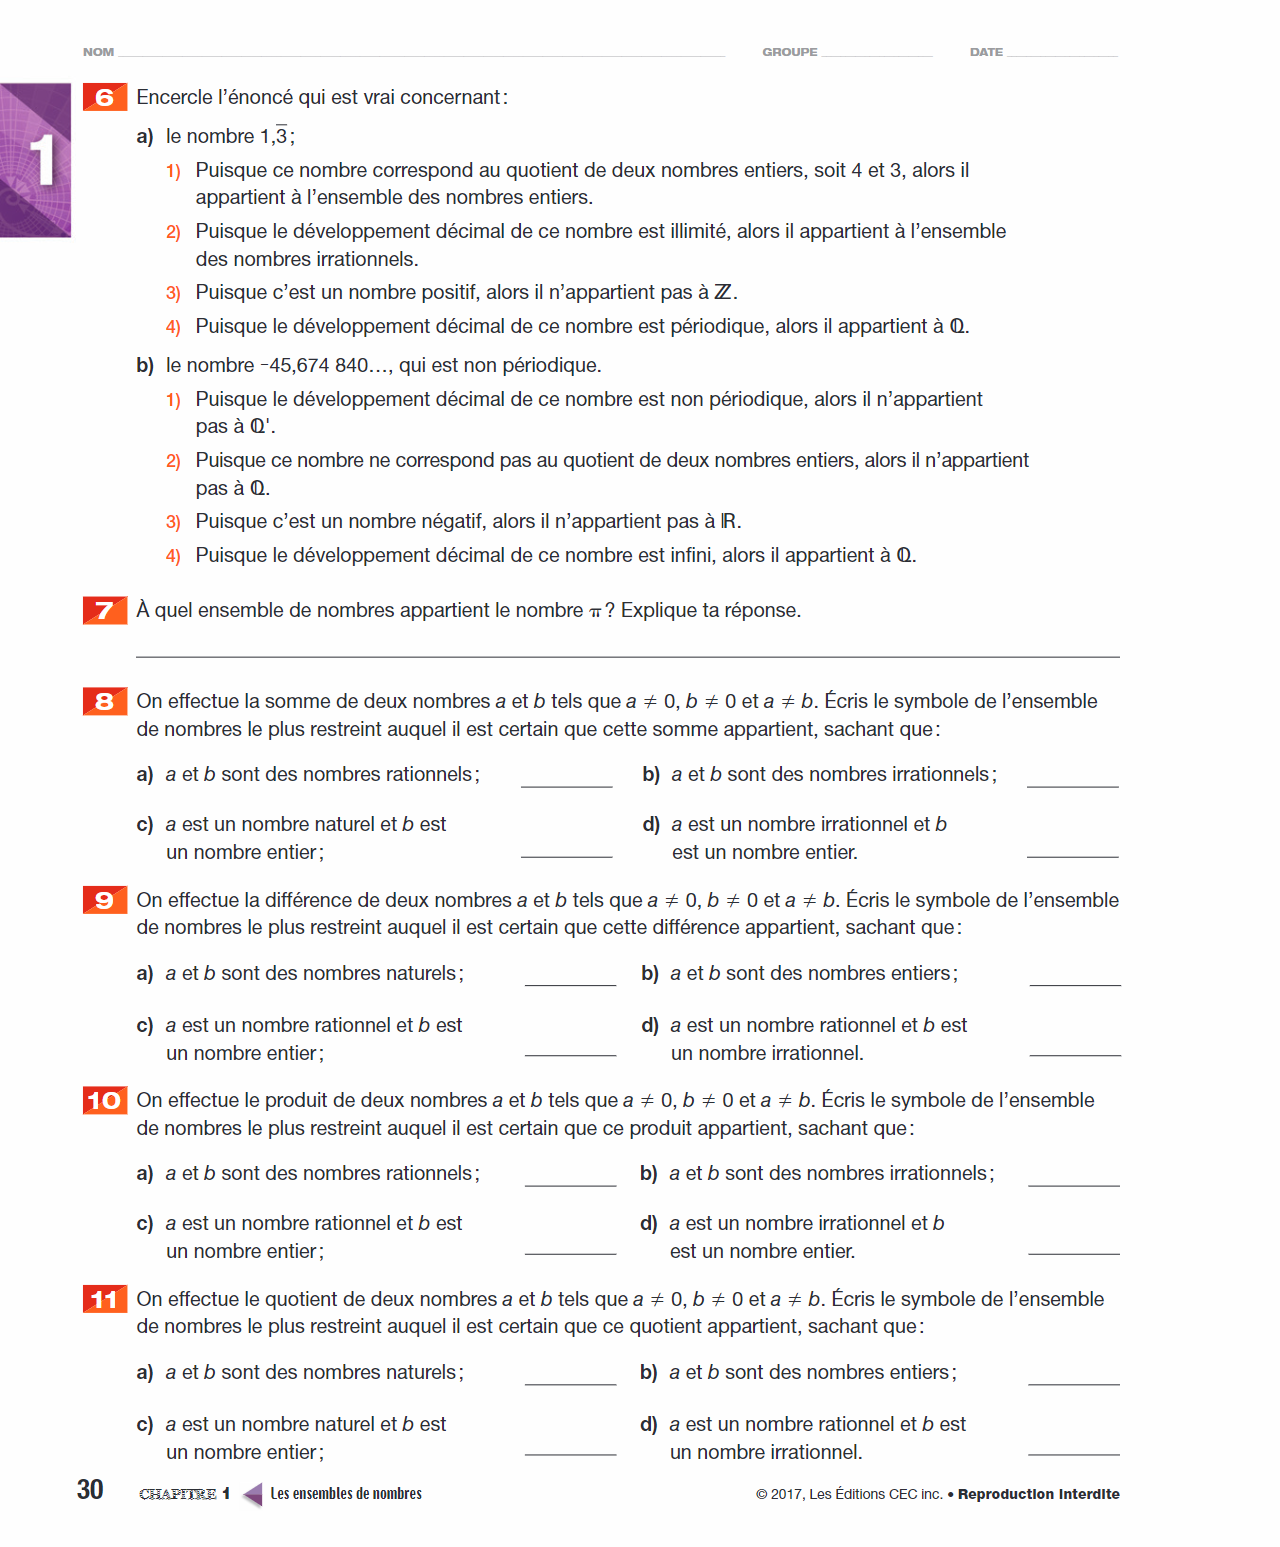 NOM GROUPE DATE
1
6 Encercle l’énoncé qui est vrai concernant :
a) le nombre 1,3̅ ;
1) Puisque ce nombre correspond au quotient de deux nombres entiers, soit 4 et 3, alors il
appartient à l’ensemble des nombres entiers.
2) Puisque le développement décimal de ce nombre est illimité, alors il appartient à l’ensemble
des nombres irrationnels.
3) Puisque c’est un nombre positif, alors il n’appartient pas à ℤ.
4) Puisque le développement décimal de ce nombre est périodique, alors il appartient à ℚ.
b) le nombre ⁻45,674 840…, qui est non périodique.
1) Puisque le développement décimal de ce nombre est non périodique, alors il n’appartient
pas à ℚ'.
2) Puisque ce nombre ne correspond pas au quotient de deux nombres entiers, alors il n’appartient
pas à ℚ.
3) Puisque c’est un nombre négatif, alors il n’appartient pas à ℝ.
4) Puisque le développement décimal de ce nombre est infini, alors il appartient à ℚ.
7 À quel ensemble de nombres appartient le nombre π ? Explique ta réponse.
8 On effectue la somme de deux nombres a et b tels que a ≠ 0, b ≠ 0 et a ≠ b. Écris le symbole de l’ensemble
de nombres le plus restreint auquel il est certain que cette somme appartient, sachant que :
a) a et b sont des nombres rationnels ; b) a et b sont des nombres irrationnels ;
c) a est un nombre naturel et b est
un nombre entier ;
d) a est un nombre irrationnel et b
est un nombre entier.
9 On effectue la différence de deux nombres a et b tels que a ≠ 0, b ≠ 0 et a ≠ b. Écris le symbole de l’ensemble
de nombres le plus restreint auquel il est certain que cette différence appartient, sachant que :
a) a et b sont des nombres naturels ; b) a et b sont des nombres entiers ;
c) a est un nombre rationnel et b est
un nombre entier ;
d) a est un nombre rationnel et b est
un nombre irrationnel.
10 On effectue le produit de deux nombres a et b tels que a ≠ 0, b ≠ 0 et a ≠ b. Écris le symbole de l’ensemble
de nombres le plus restreint auquel il est certain que ce produit appartient, sachant que :
a) a et b sont des nombres rationnels ; b) a et b sont des nombres irrationnels ;
c) a est un nombre rationnel et b est
un nombre entier ;
d) a est un nombre irrationnel et b
est un nombre entier.
11 On effectue le quotient de deux nombres a et b tels que a ≠ 0, b ≠ 0 et a ≠ b. Écris le symbole de l’ensemble
de nombres le plus restreint auquel il est certain que ce quotient appartient, sachant que :
a) a et b sont des nombres naturels ; b) a et b sont des nombres entiers ;
c) a est un nombre naturel et b est
un nombre entier ;
d) a est un nombre rationnel et b est
un nombre irrationnel.
30 CHAPITRE 1 Les ensembles de nombres © 2017, Les Éditions CEC inc. • Reproduction interdite